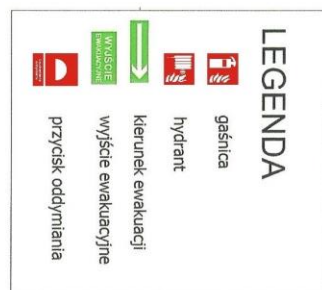 LEGENDA
gaśnica
hydrant
kierunek ewakuacji
WYJŚCIE
EWAKUACYJNE
wyjście ewakuacyjne
przycisk oddymiania